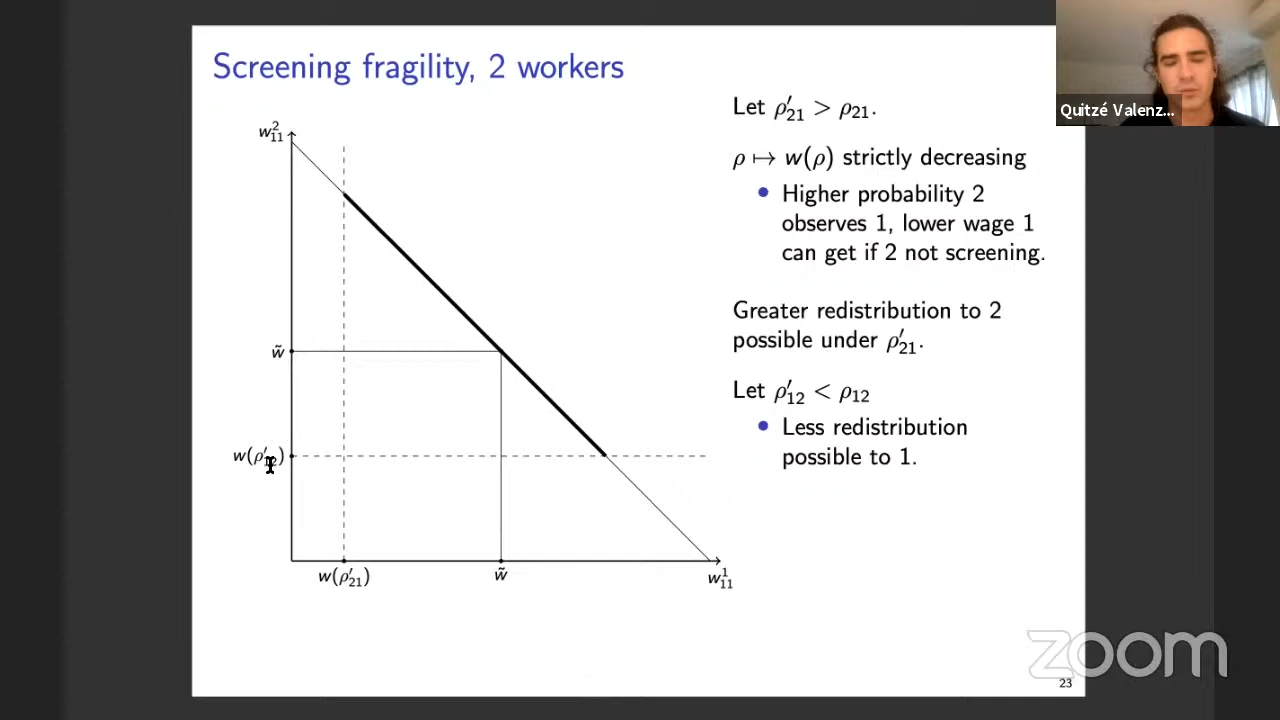 Screening fragility, 2 workers
Let ρ′₂₁ > ρ₂₁.
ρ ↦ w(ρ) strictly decreasing
• Higher probability 2
observes 1, lower wage 1
can get if 2 not screening.
Greater redistribution to 2
possible under ρ′₂₁.
Let ρ′₁₂ < ρ₁₂
• Less redistribution
possible to 1.
w²₁₁
w̃
w(ρ′₁₂)
w(ρ′₂₁)
w̃
w¹₁₁
Quitzé Valenz...
zoom
23